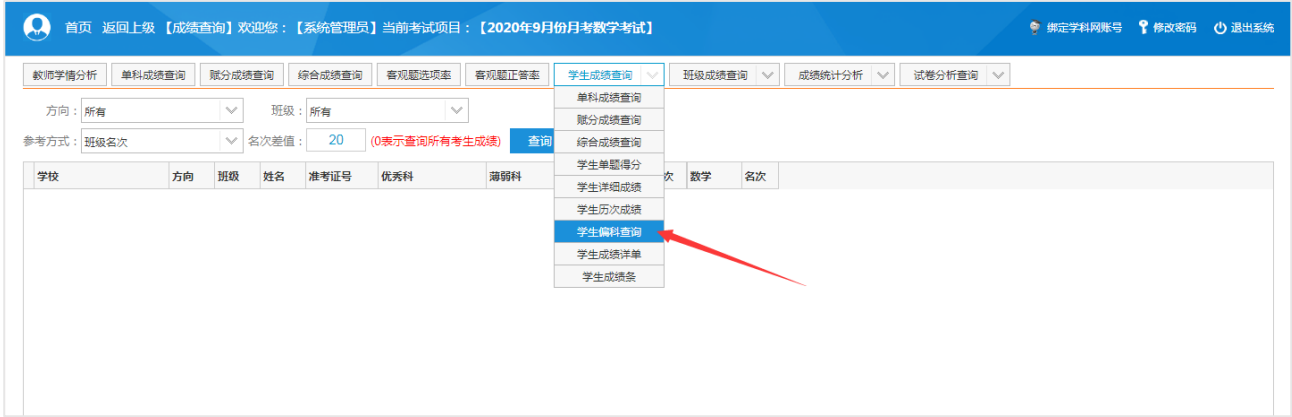 首页 返回上级 【成绩查询】欢迎您：【系统管理员】当前考试项目：【2020年9月份月考数学考试】 绑定学科网账号 修改密码 退出系统
教师学情分析 单科成绩查询 赋分成绩查询 综合成绩查询 客观题选项率 客观题正答率 学生成绩查询 班级成绩查询 成绩统计分析 试卷分析查询
单科成绩查询
方向：所有 班级：所有
赋分成绩查询
参考方式：班级名次 名次差值：20 (0表示查询所有考生成绩) 查询
综合成绩查询
学生单题得分
学校 方向 班级 姓名 准考证号 优秀科 薄弱科 次 数学 名次
学生详细成绩
学生历次成绩
学生偏科查询
学生成绩详单
学生成绩条